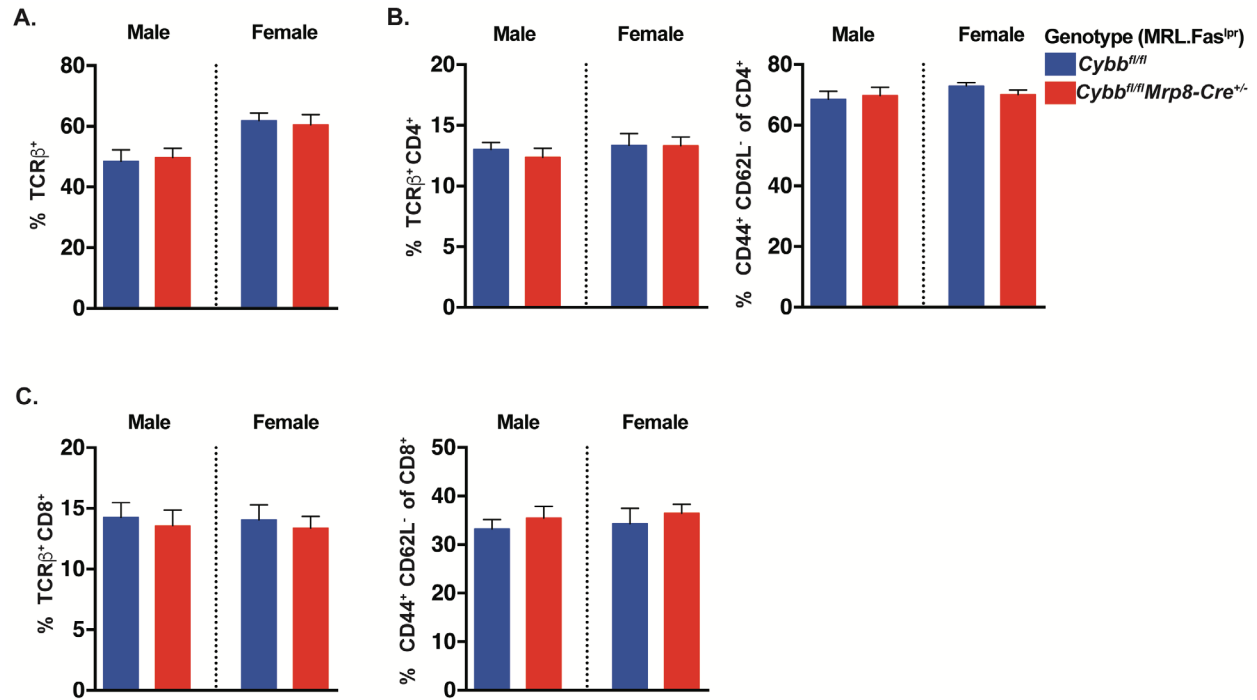 A.
Male Female
% TCRβ⁺
80
60
40
20
0
B.
Male Female
% TCRβ⁺ CD4⁺
20
15
10
5
0
Male Female
% CD44⁺ CD62L⁻ of CD4⁺
80
60
40
20
0
Genotype (MRL.Fasˡᵖʳ)
Cybbᶠˡ/ᶠˡ
Cybbᶠˡ/ᶠˡMrp8-Cre⁺/⁻
C.
Male Female
% TCRβ⁺ CD8⁺
20
15
10
5
0
Male Female
% CD44⁺ CD62L⁻ of CD8⁺
50
40
30
20
10
0